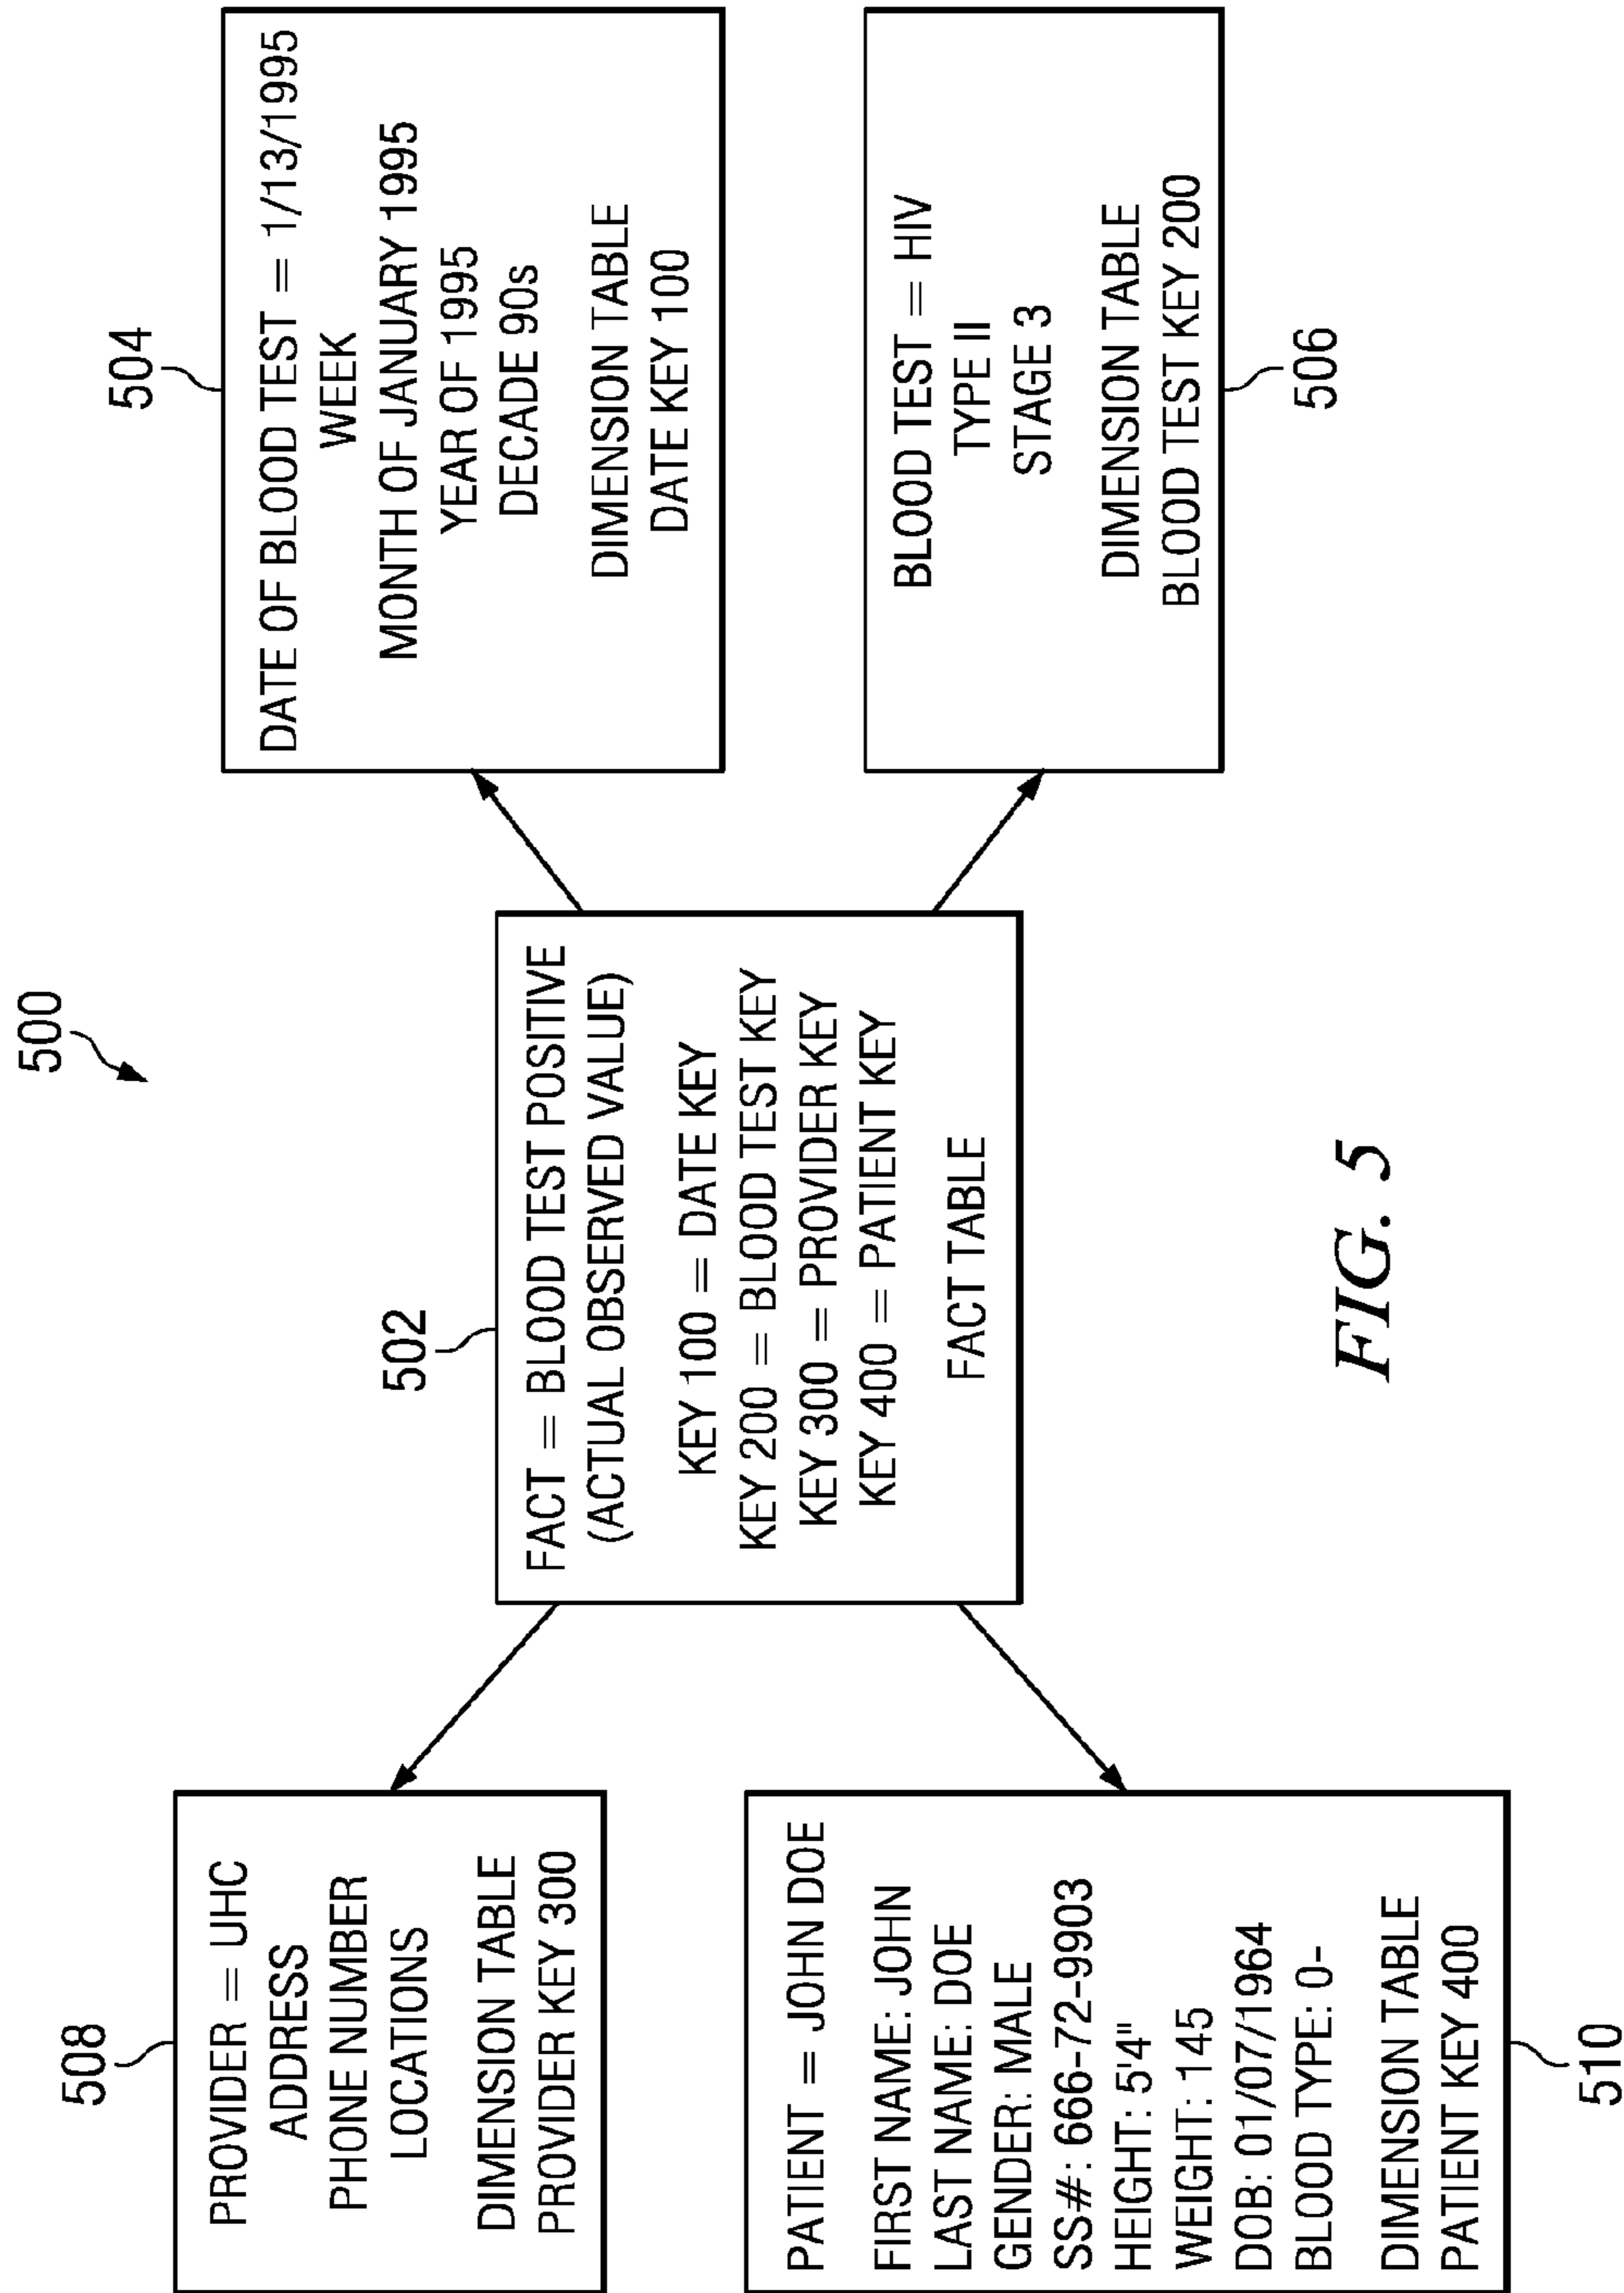 500
508
PROVIDER = UHC
ADDRESS
PHONE NUMBER
LOCATIONS
DIMENSION TABLE
PROVIDER KEY 300
502
FACT = BLOOD TEST POSITIVE
(ACTUAL OBSERVED VALUE)
KEY 100 = DATE KEY
KEY 200 = BLOOD TEST KEY
KEY 300 = PROVIDER KEY
KEY 400 = PATIENT KEY
FACT TABLE
504
DATE OF BLOOD TEST = 1/13/1995
WEEK
MONTH OF JANUARY 1995
YEAR OF 1995
DECADE 90s
DIMENSION TABLE
DATE KEY 100
PATIENT = JOHN DOE
FIRST NAME: JOHN
LAST NAME: DOE
GENDER: MALE
SS#: 666-72-9903
HEIGHT: 5'4"
WEIGHT: 145
DOB: 01/07/1964
BLOOD TYPE: 0-
DIMENSION TABLE
PATIENT KEY 400
510
BLOOD TEST = HIV
TYPE II
STAGE 3
DIMENSION TABLE
BLOOD TEST KEY 200
506
FIG. 5